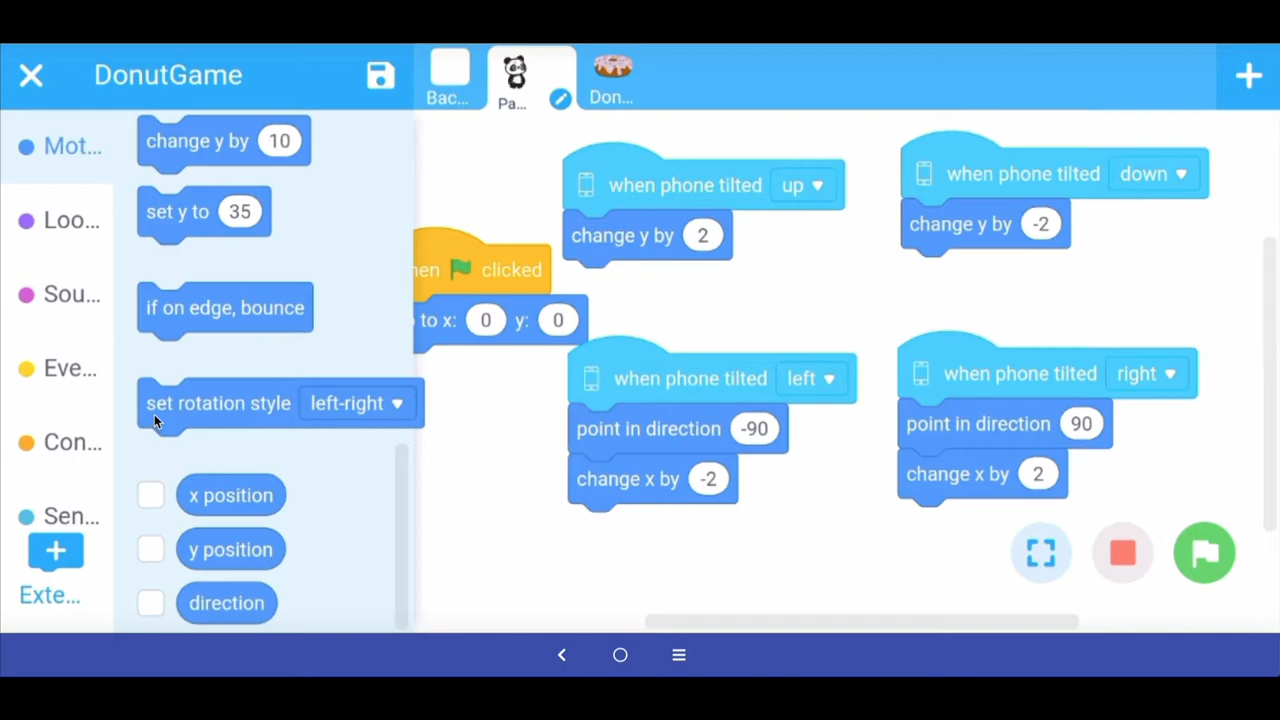 DonutGame
Bac...
Pa...
Don...
Mot...
Loo...
Sou...
Eve...
Con...
Sen...
Exte...
change y by 10
set y to 35
if on edge, bounce
set rotation style left-right
x position
y position
direction
en clicked
to x: 0 y: 0
when phone tilted up
change y by 2
when phone tilted down
change y by -2
when phone tilted left
point in direction -90
change x by -2
when phone tilted right
point in direction 90
change x by 2